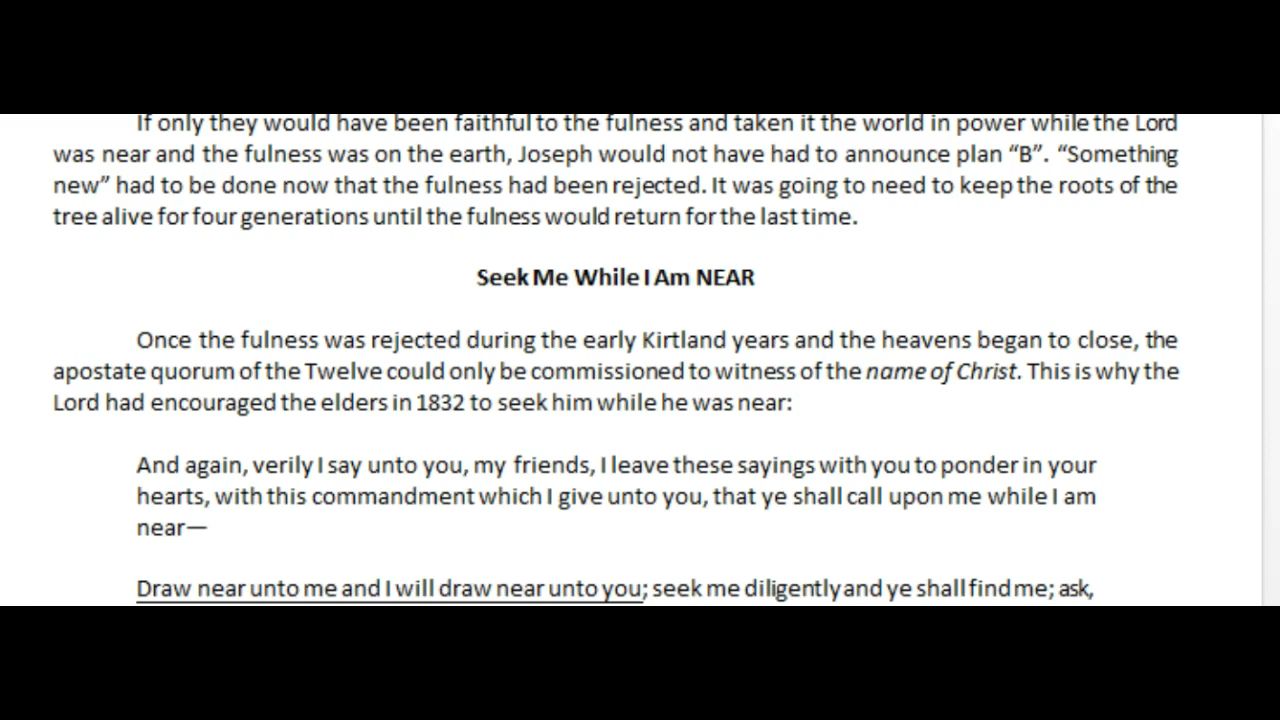 If only they would have been faithful to the fulness and taken it the world in power while the Lord
was near and the fulness was on the earth, Joseph would not have had to announce plan “B”. “Something
new” had to be done now that the fulness had been rejected. It was going to need to keep the roots of the
tree alive for four generations until the fulness would return for the last time.
Seek Me While I Am NEAR
Once the fulness was rejected during the early Kirtland years and the heavens began to close, the
apostate quorum of the Twelve could only be commissioned to witness of the name of Christ. This is why the
Lord had encouraged the elders in 1832 to seek him while he was near:
And again, verily I say unto you, my friends, I leave these sayings with you to ponder in your
hearts, with this commandment which I give unto you, that ye shall call upon me while I am
near—
Draw near unto me and I will draw near unto you; seek me diligently and ye shall find me; ask,